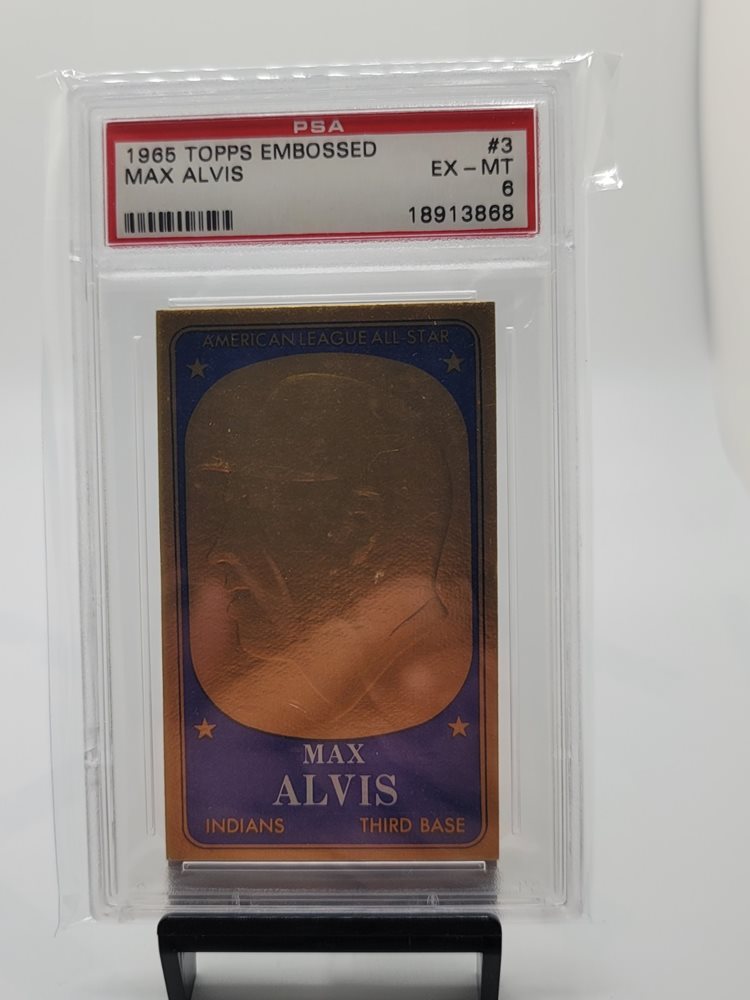 PSA
1965 TOPPS EMBOSSED #3
MAX ALVIS EX - MT
6
18913868
AMERICAN LEAGUE ALL-STAR
MAX
ALVIS
INDIANS THIRD BASE